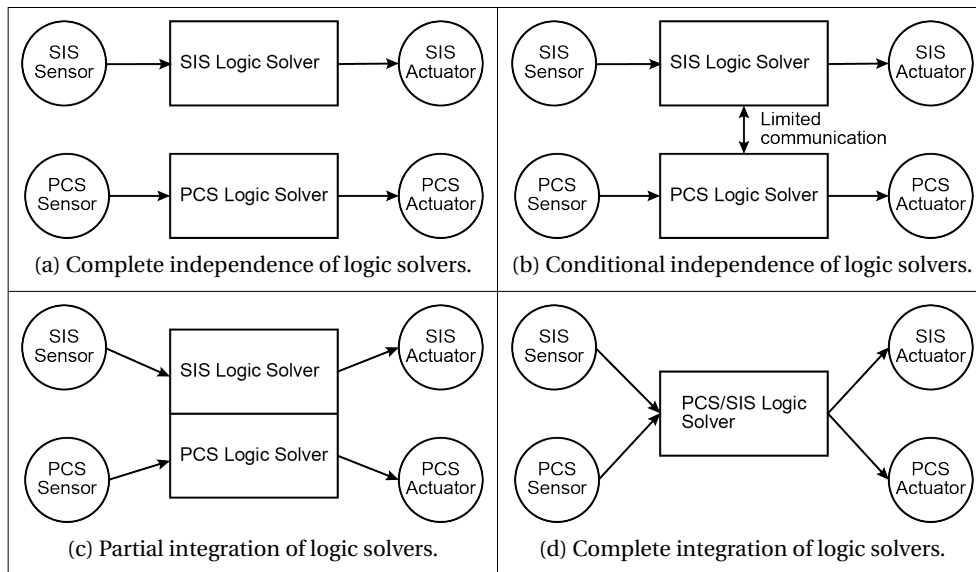 SIS
Sensor
SIS Logic Solver
SIS
Actuator
PCS
Sensor
PCS Logic Solver
PCS
Actuator
(a) Complete independence of logic solvers.
SIS
Sensor
SIS Logic Solver
SIS
Actuator
Limited
communication
PCS
Sensor
PCS Logic Solver
PCS
Actuator
(b) Conditional independence of logic solvers.
SIS
Sensor
SIS Logic Solver
SIS
Actuator
PCS
Sensor
PCS Logic Solver
PCS
Actuator
(c) Partial integration of logic solvers.
SIS
Sensor
PCS/SIS Logic
Solver
SIS
Actuator
PCS
Sensor
PCS
Actuator
(d) Complete integration of logic solvers.